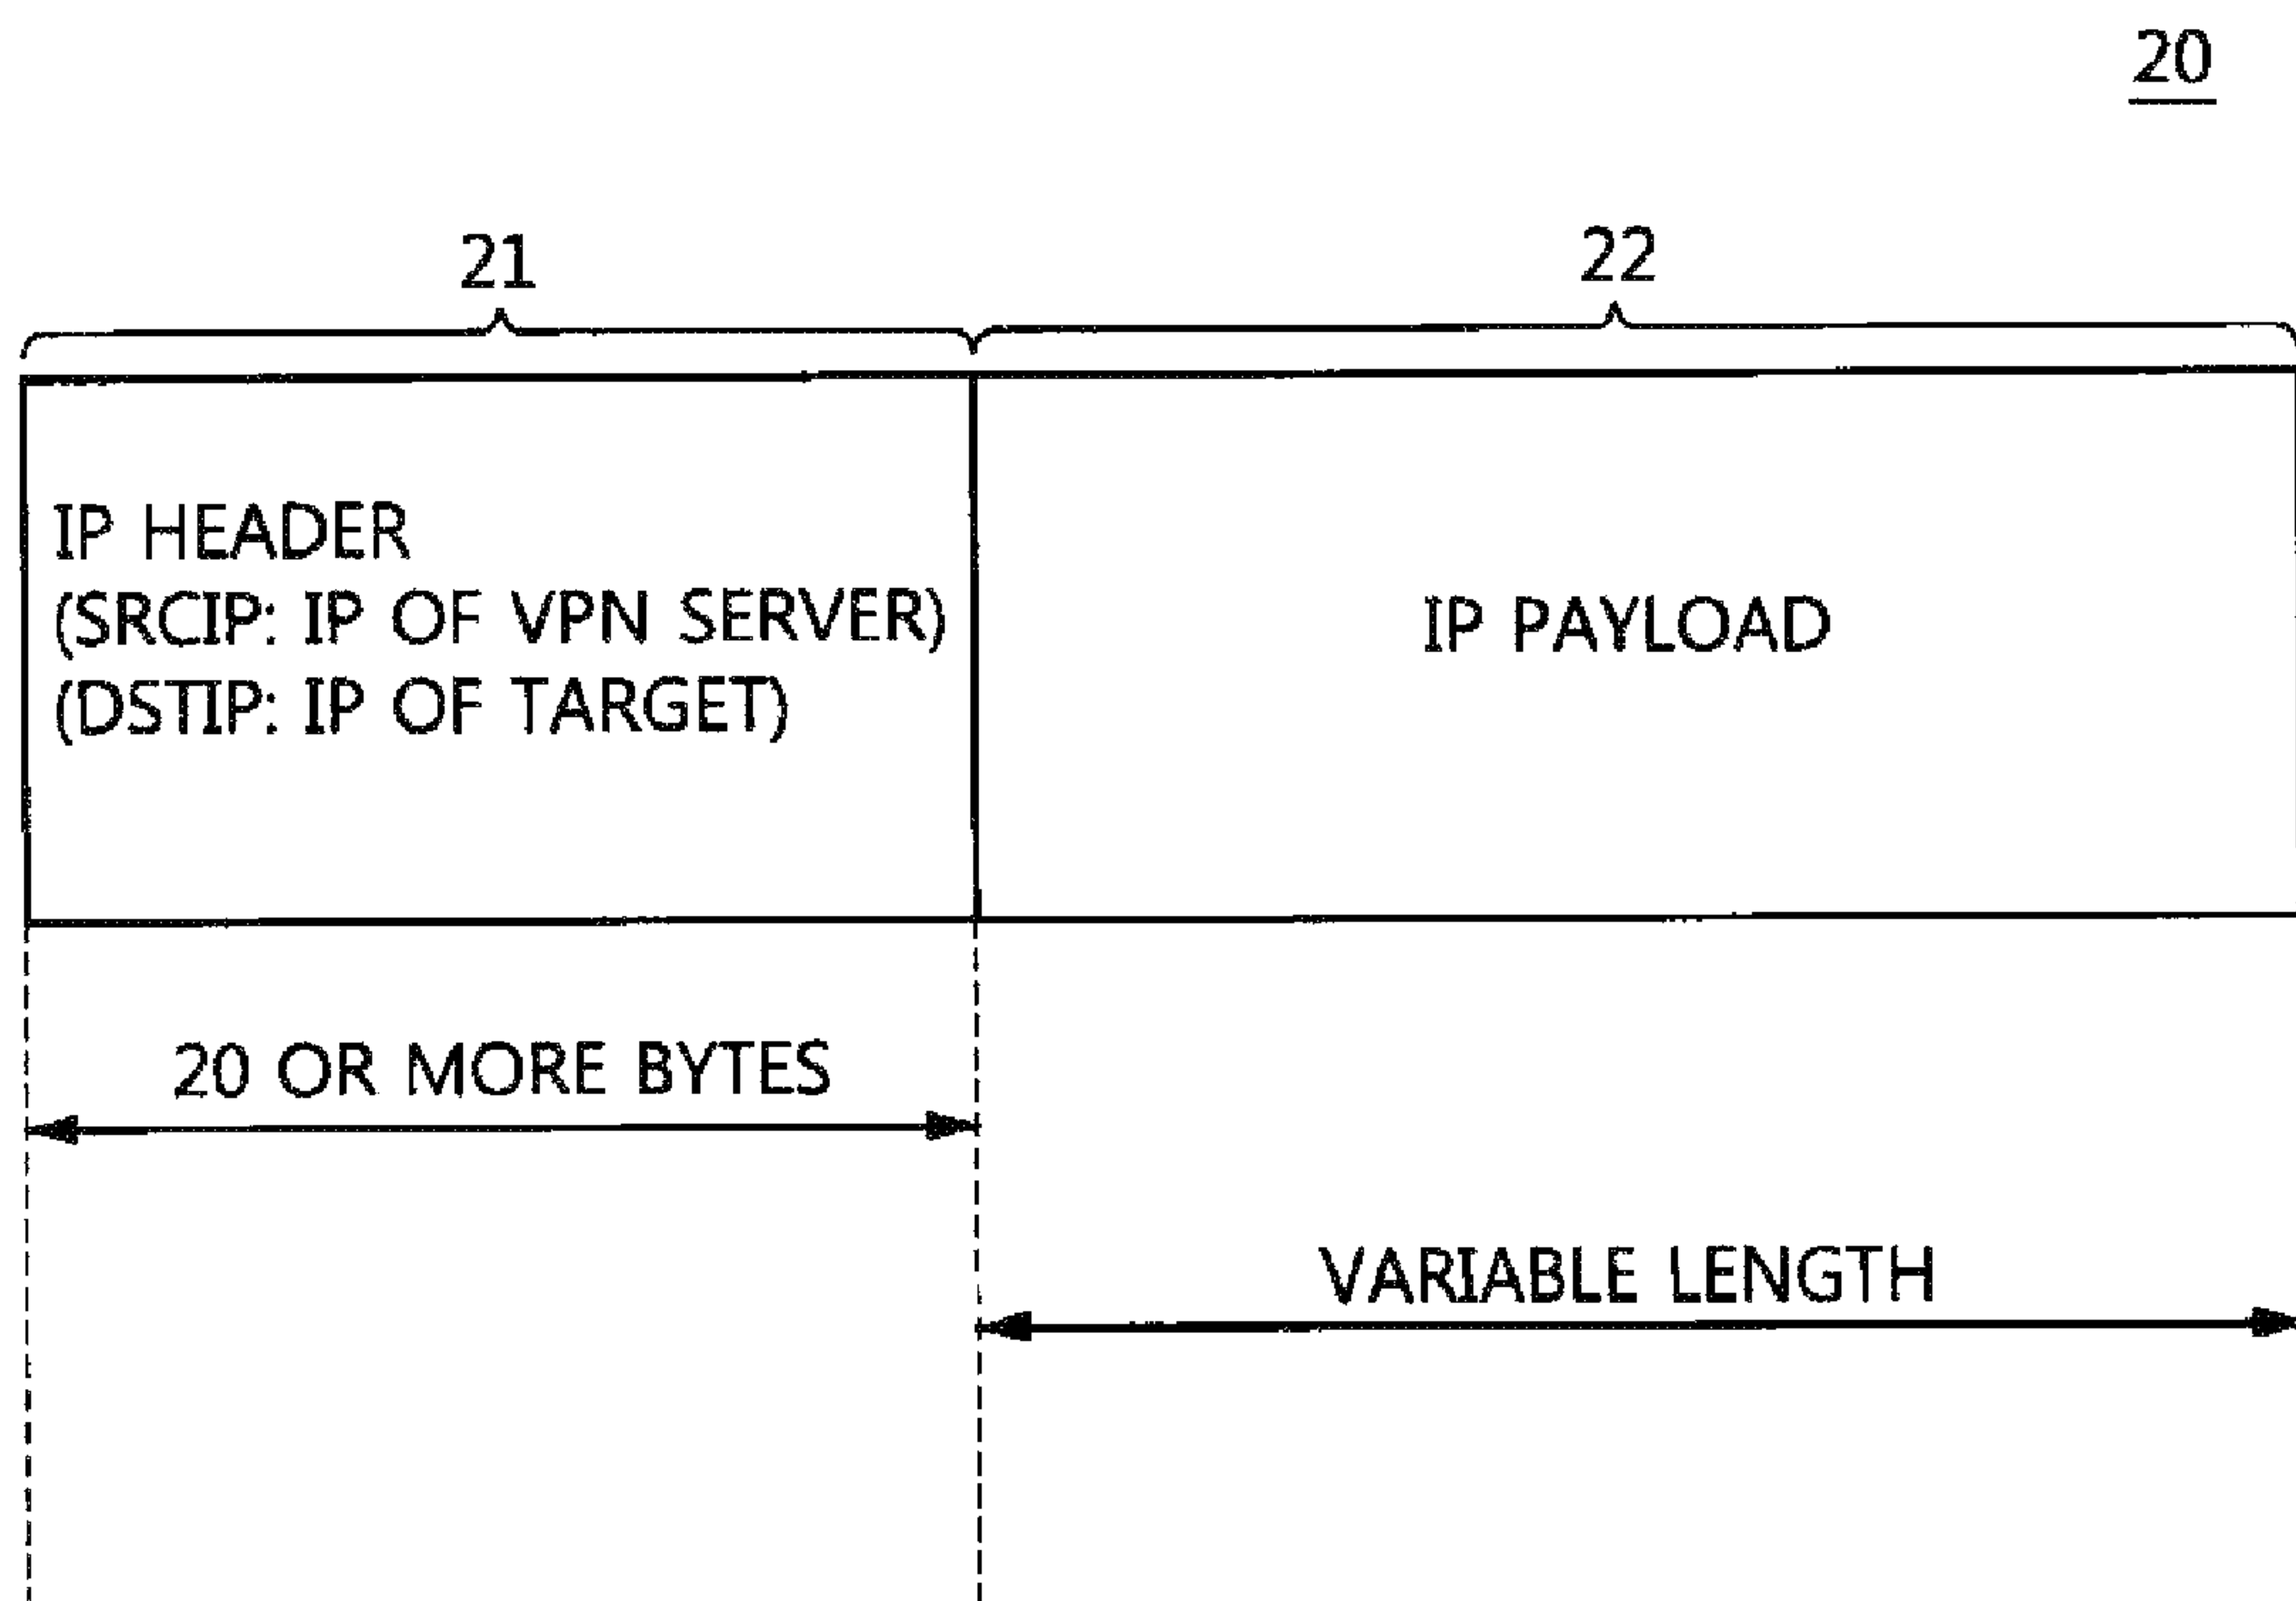 20
21
22
IP HEADER
(SRCIP: IP OF VPN SERVER)
(DSTIP: IP OF TARGET)
IP PAYLOAD
20 OR MORE BYTES
VARIABLE LENGTH